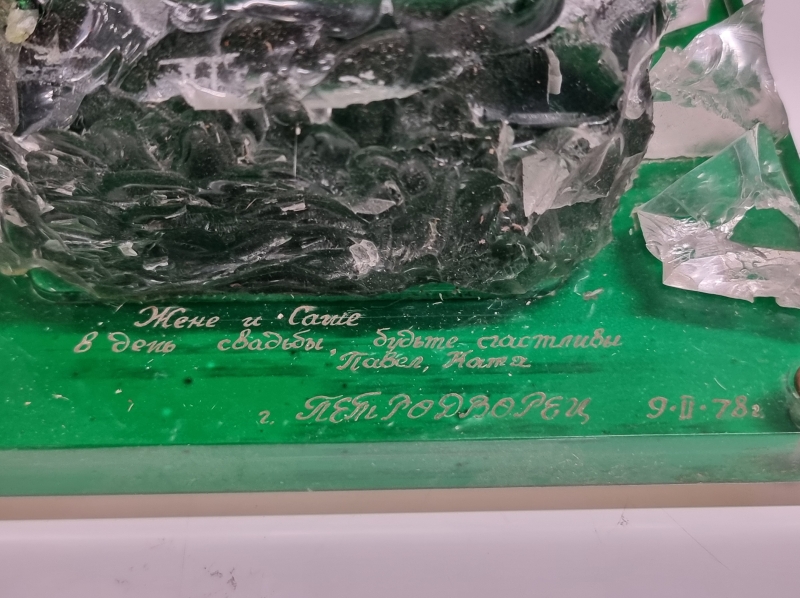 Жене и Саше
в день свадьбы, будьте счастливы
Павел, Катя
г. ПЕТРОДВОРЕЦ 9·II·78г